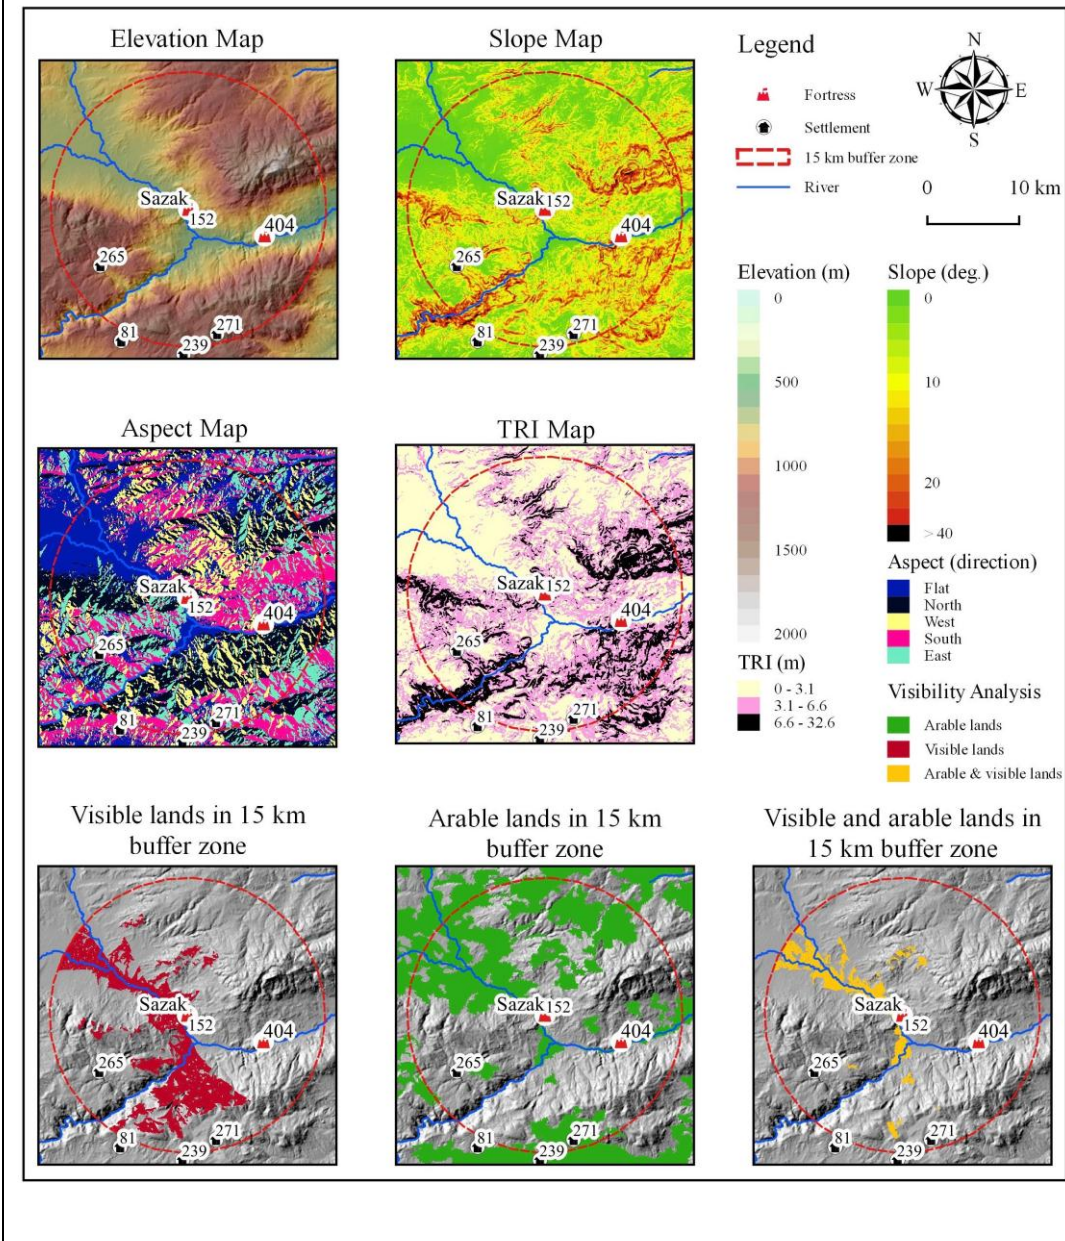 Elevation Map
Slope Map
Legend
Fortress
Settlement
15 km buffer zone
River
N
W E
S
0 10 km
Sazak
152
404
265
81
271
239
Sazak
152
404
265
81
271
239
Elevation (m)
0
500
1000
1500
2000
Slope (deg.)
0
10
20
> 40
Aspect Map
TRI Map
Sazak
152
404
265
81
271
239
Sazak
152
404
265
81
271
239
Aspect (direction)
Flat
North
West
South
East
TRI (m)
0 - 3.1
3.1 - 6.6
6.6 - 32.6
Visibility Analysis
Arable lands
Visible lands
Arable & visible lands
Visible lands in 15 km
buffer zone
Arable lands in 15 km
buffer zone
Visible and arable lands in
15 km buffer zone
Sazak
152
404
265
81
271
239
Sazak
152
404
265
81
271
239
Sazak
152
404
265
81
271
239